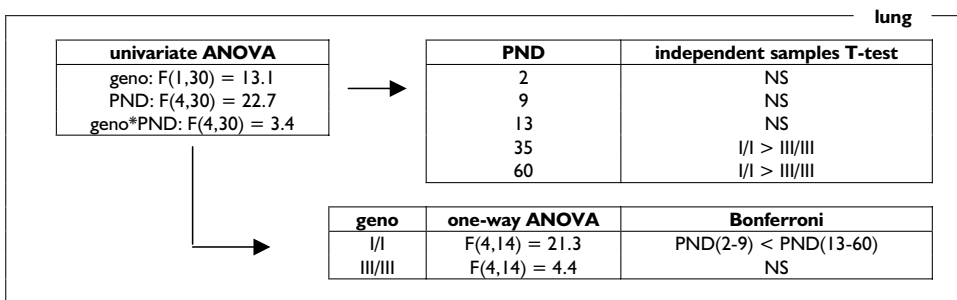 lung
univariate ANOVA
geno: F(1,30) = 13.1
PND: F(4,30) = 22.7
geno*PND: F(4,30) = 3.4
PND independent samples T-test
2 NS
9 NS
13 NS
35 I/I > III/III
60 I/I > III/III
geno one-way ANOVA Bonferroni
I/I F(4,14) = 21.3 PND(2-9) < PND(13-60)
III/III F(4,14) = 4.4 NS